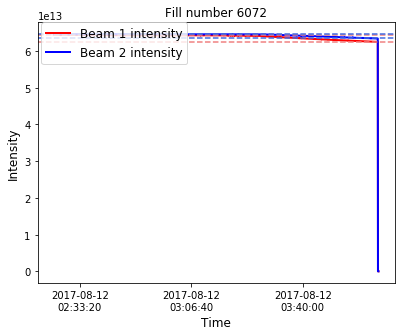 Fill number 6072
1e13
Beam 1 intensity
Beam 2 intensity
6
5
4
3
2
1
0
Intensity
2017-08-12
02:33:20
2017-08-12
03:06:40
2017-08-12
03:40:00
Time